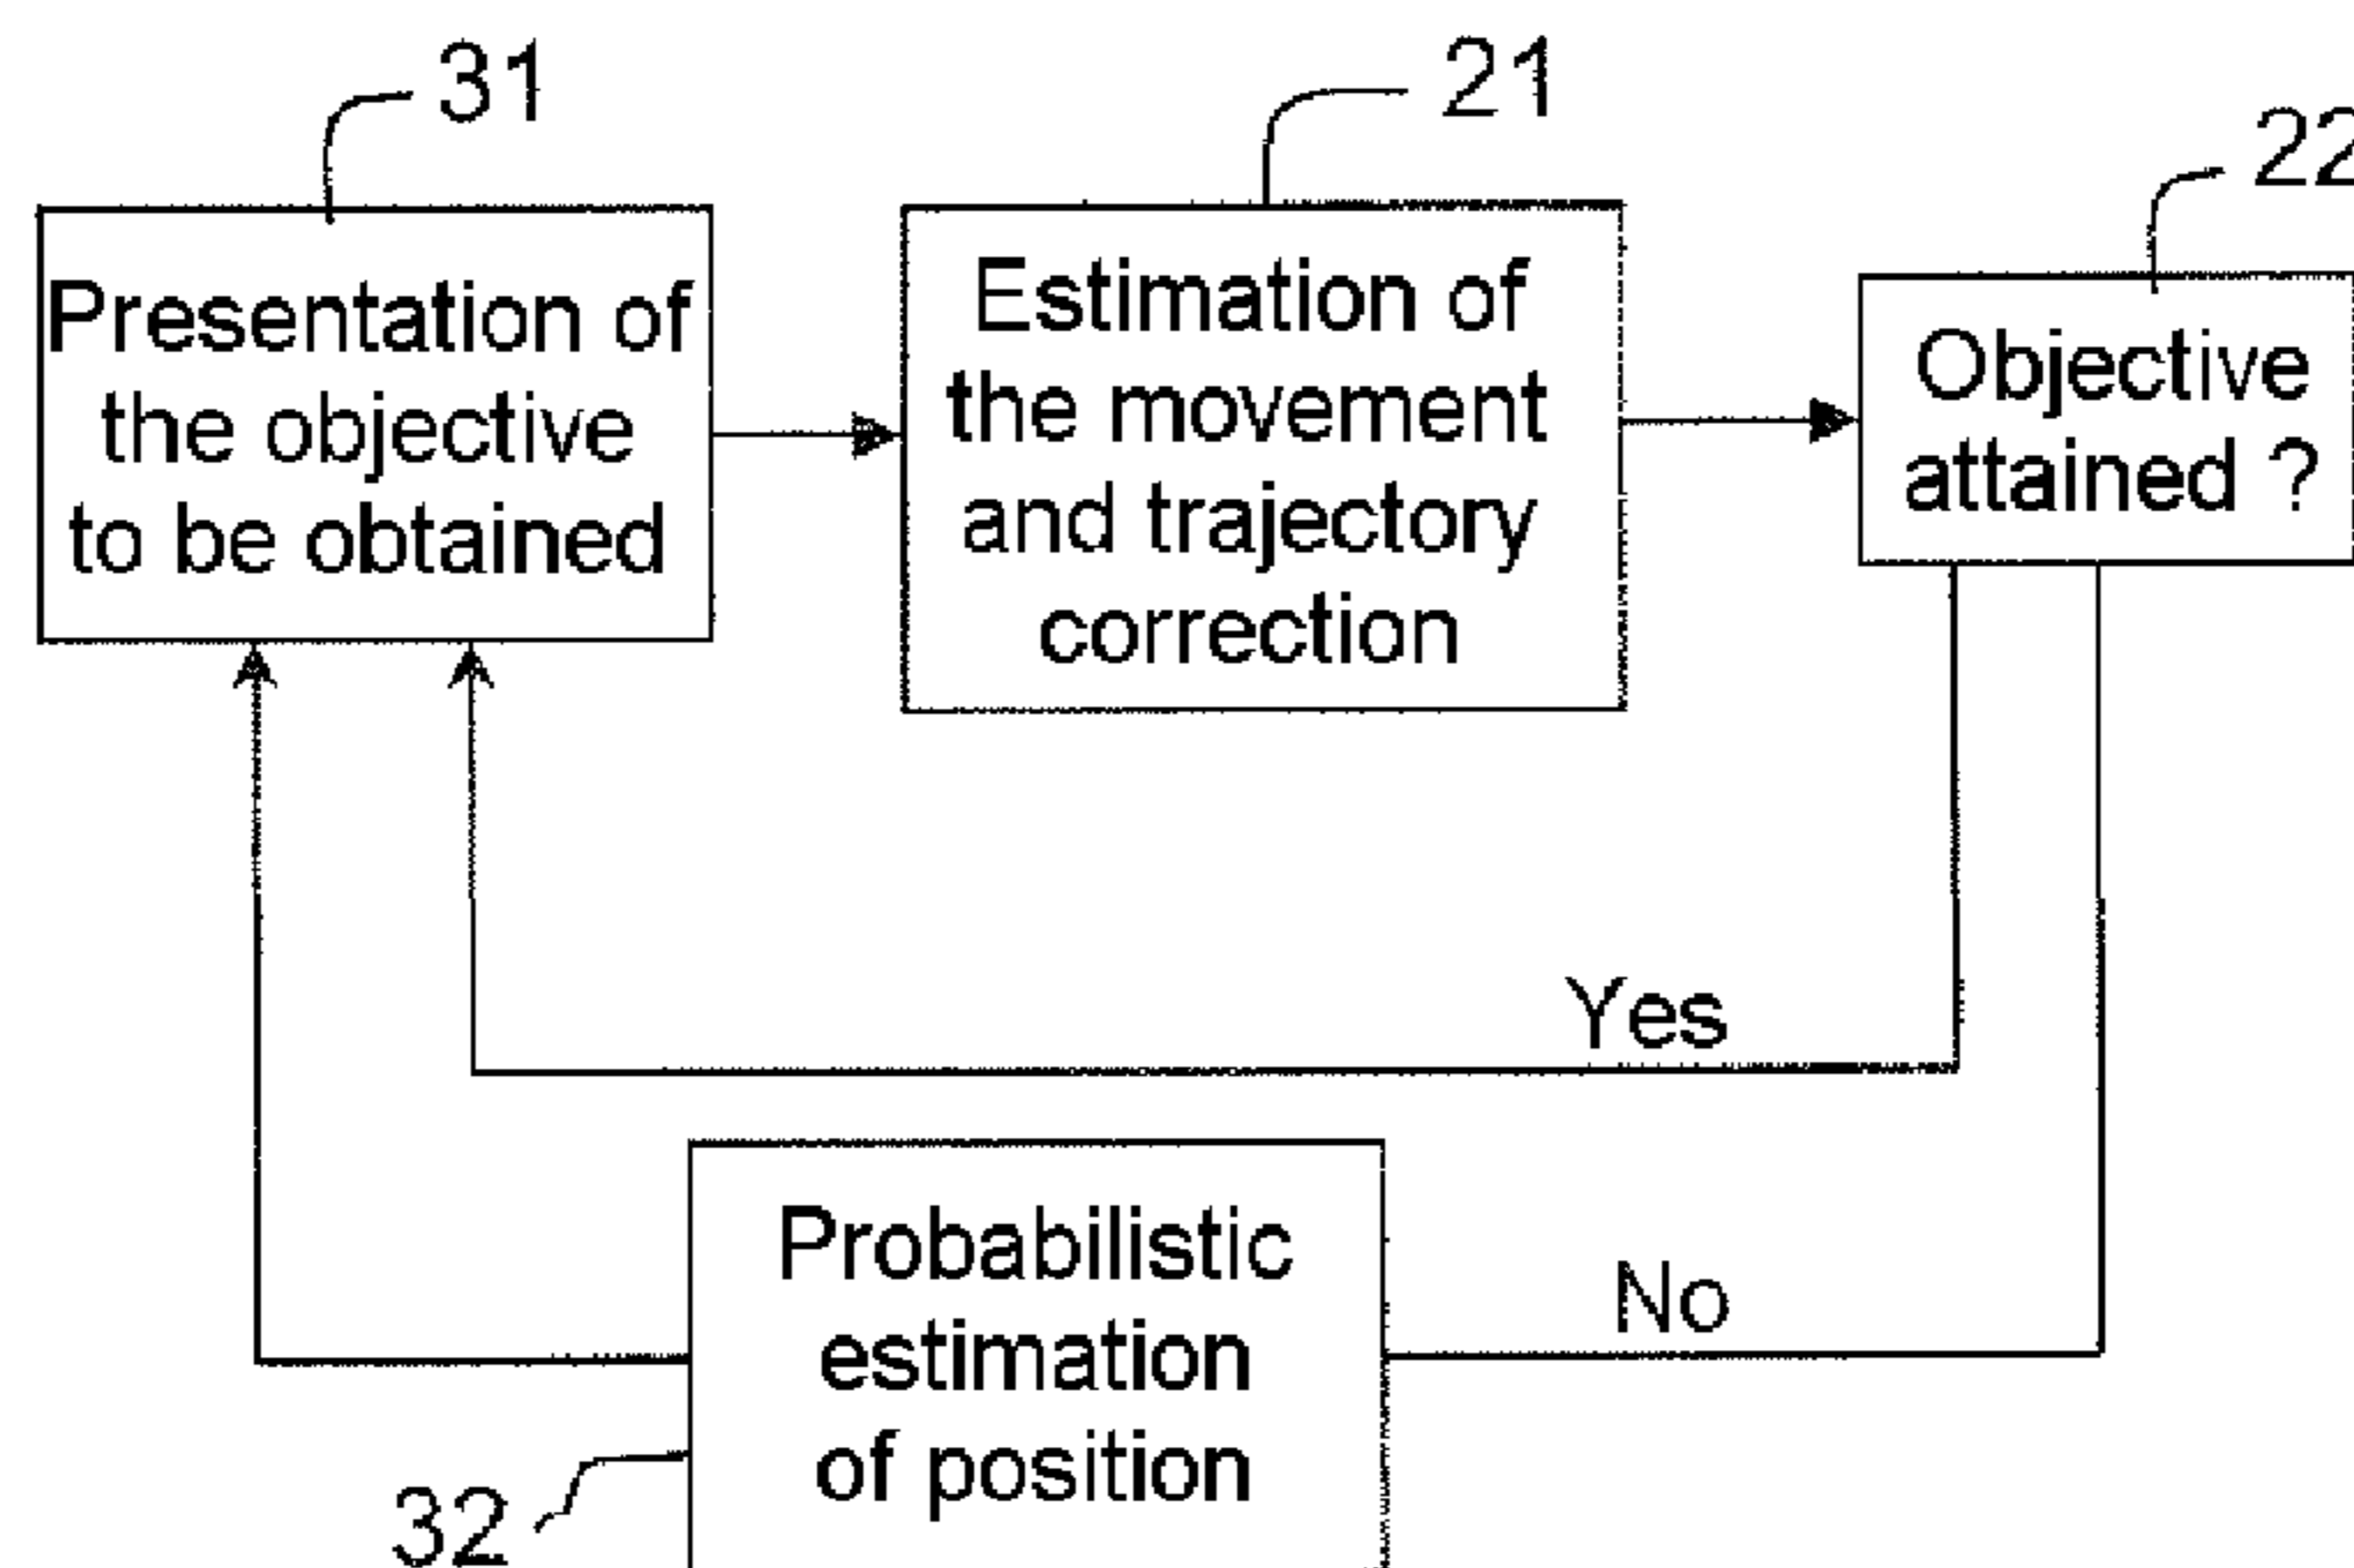 31
21
22
Presentation of
the objective
to be obtained
Estimation of
the movement
and trajectory
correction
Objective
attained ?
Yes
Probabilistic
estimation
of position
No
32